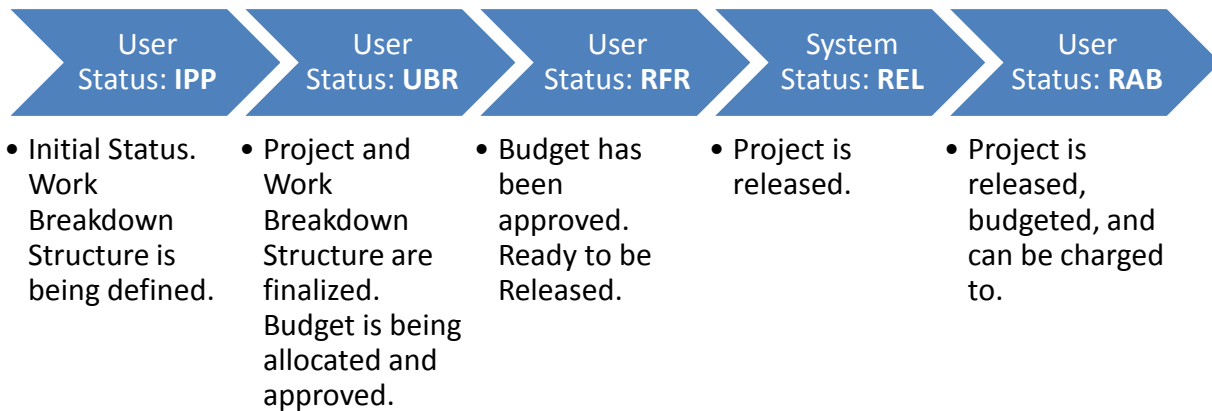 User
Status: IPP
User
Status: UBR
User
Status: RFR
System
Status: REL
User
Status: RAB
• Initial Status.
Work
Breakdown
Structure is
being defined.
• Project and
Work
Breakdown
Structure are
finalized.
Budget is being
allocated and
approved.
• Budget has
been
approved.
Ready to be
Released.
• Project is
released.
• Project is
released,
budgeted, and
can be charged
to.